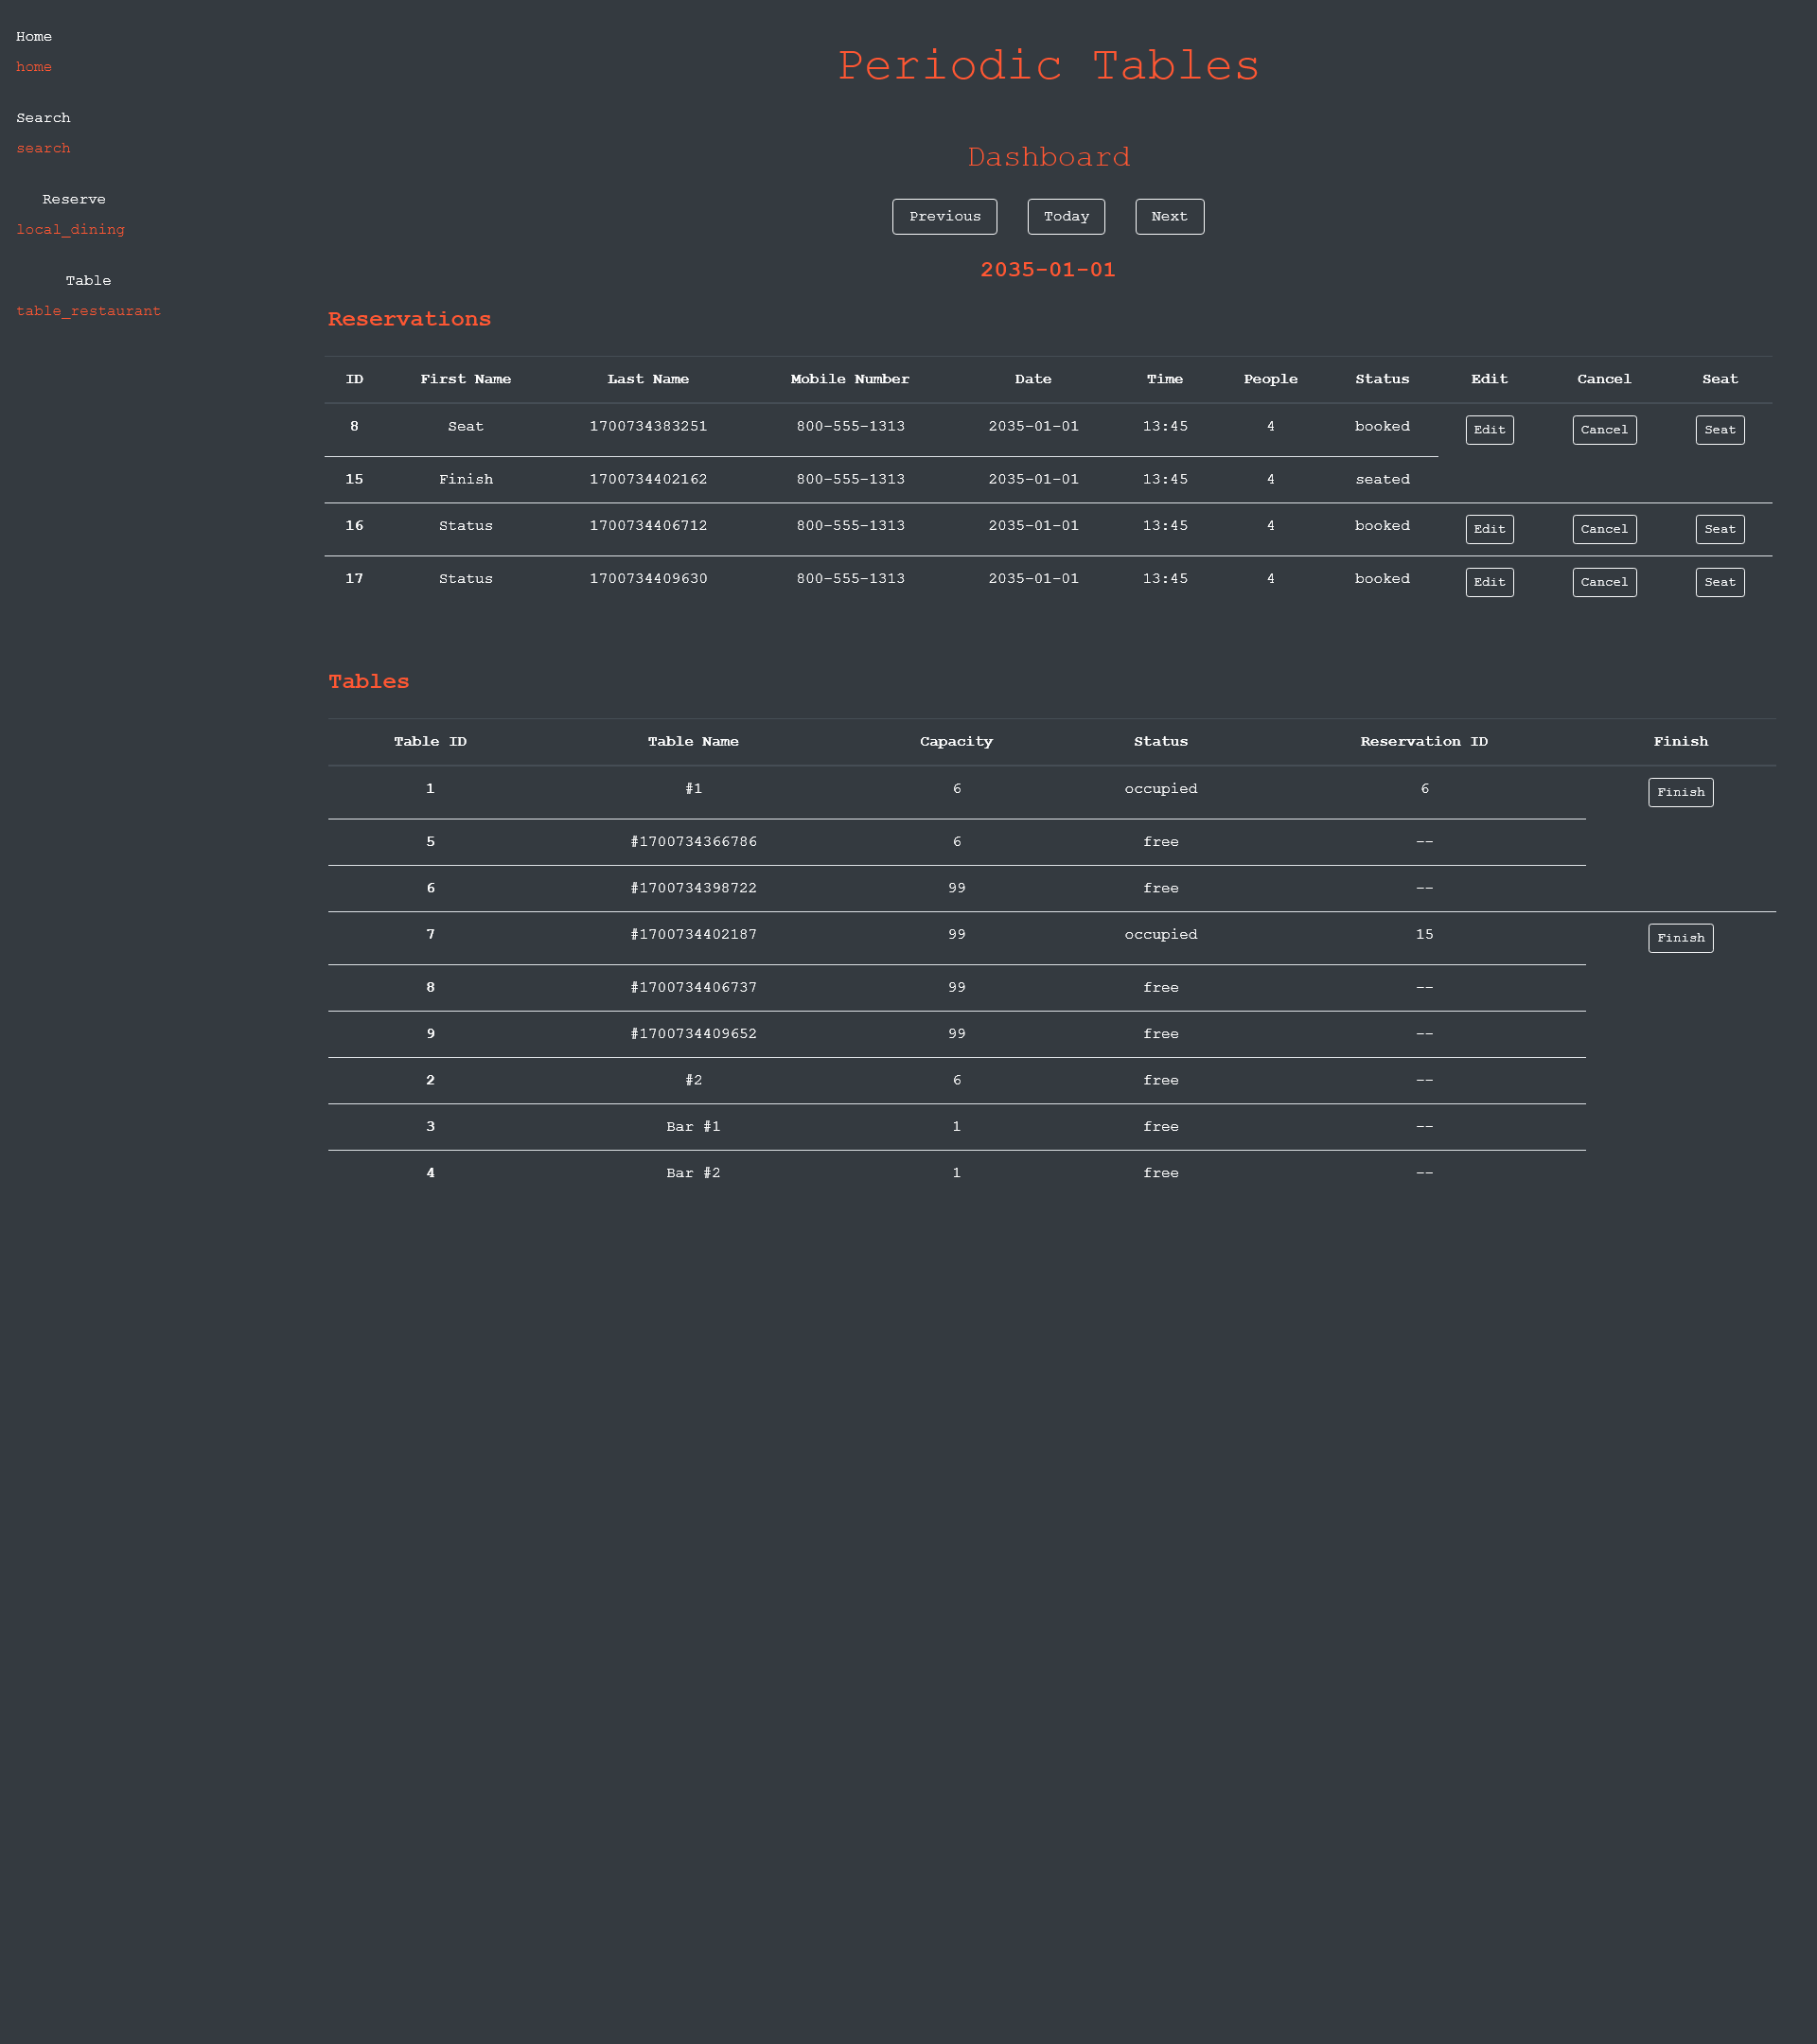 Home
home
Search
search
Reserve
local_dining
Table
table_restaurant
Periodic Tables
Dashboard
Previous Today Next
2035-01-01
Reservations
ID First Name Last Name Mobile Number Date Time People Status Edit Cancel Seat
8 Seat 1700734383251 800-555-1313 2035-01-01 13:45 4 booked Edit Cancel Seat
15 Finish 1700734402162 800-555-1313 2035-01-01 13:45 4 seated
16 Status 1700734406712 800-555-1313 2035-01-01 13:45 4 booked Edit Cancel Seat
17 Status 1700734409630 800-555-1313 2035-01-01 13:45 4 booked Edit Cancel Seat
Tables
Table ID Table Name Capacity Status Reservation ID Finish
1 #1 6 occupied 6 Finish
5 #1700734366786 6 free --
6 #1700734398722 99 free --
7 #1700734402187 99 occupied 15 Finish
8 #1700734406737 99 free --
9 #1700734409652 99 free --
2 #2 6 free --
3 Bar #1 1 free --
4 Bar #2 1 free --